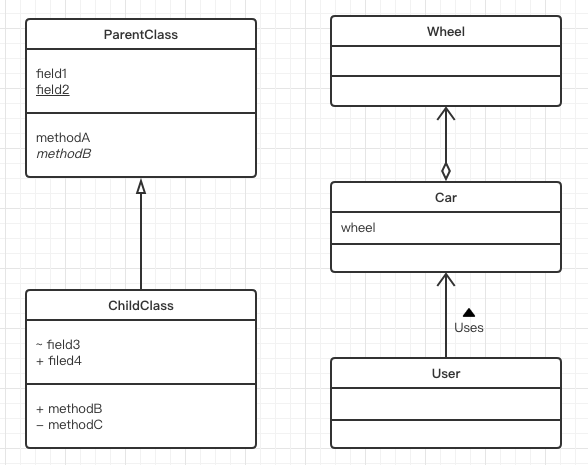 ParentClass
field1
field2
methodA
methodB
ChildClass
~ field3
+ filed4
+ methodB
− methodC
Wheel
Car
wheel
Uses
User